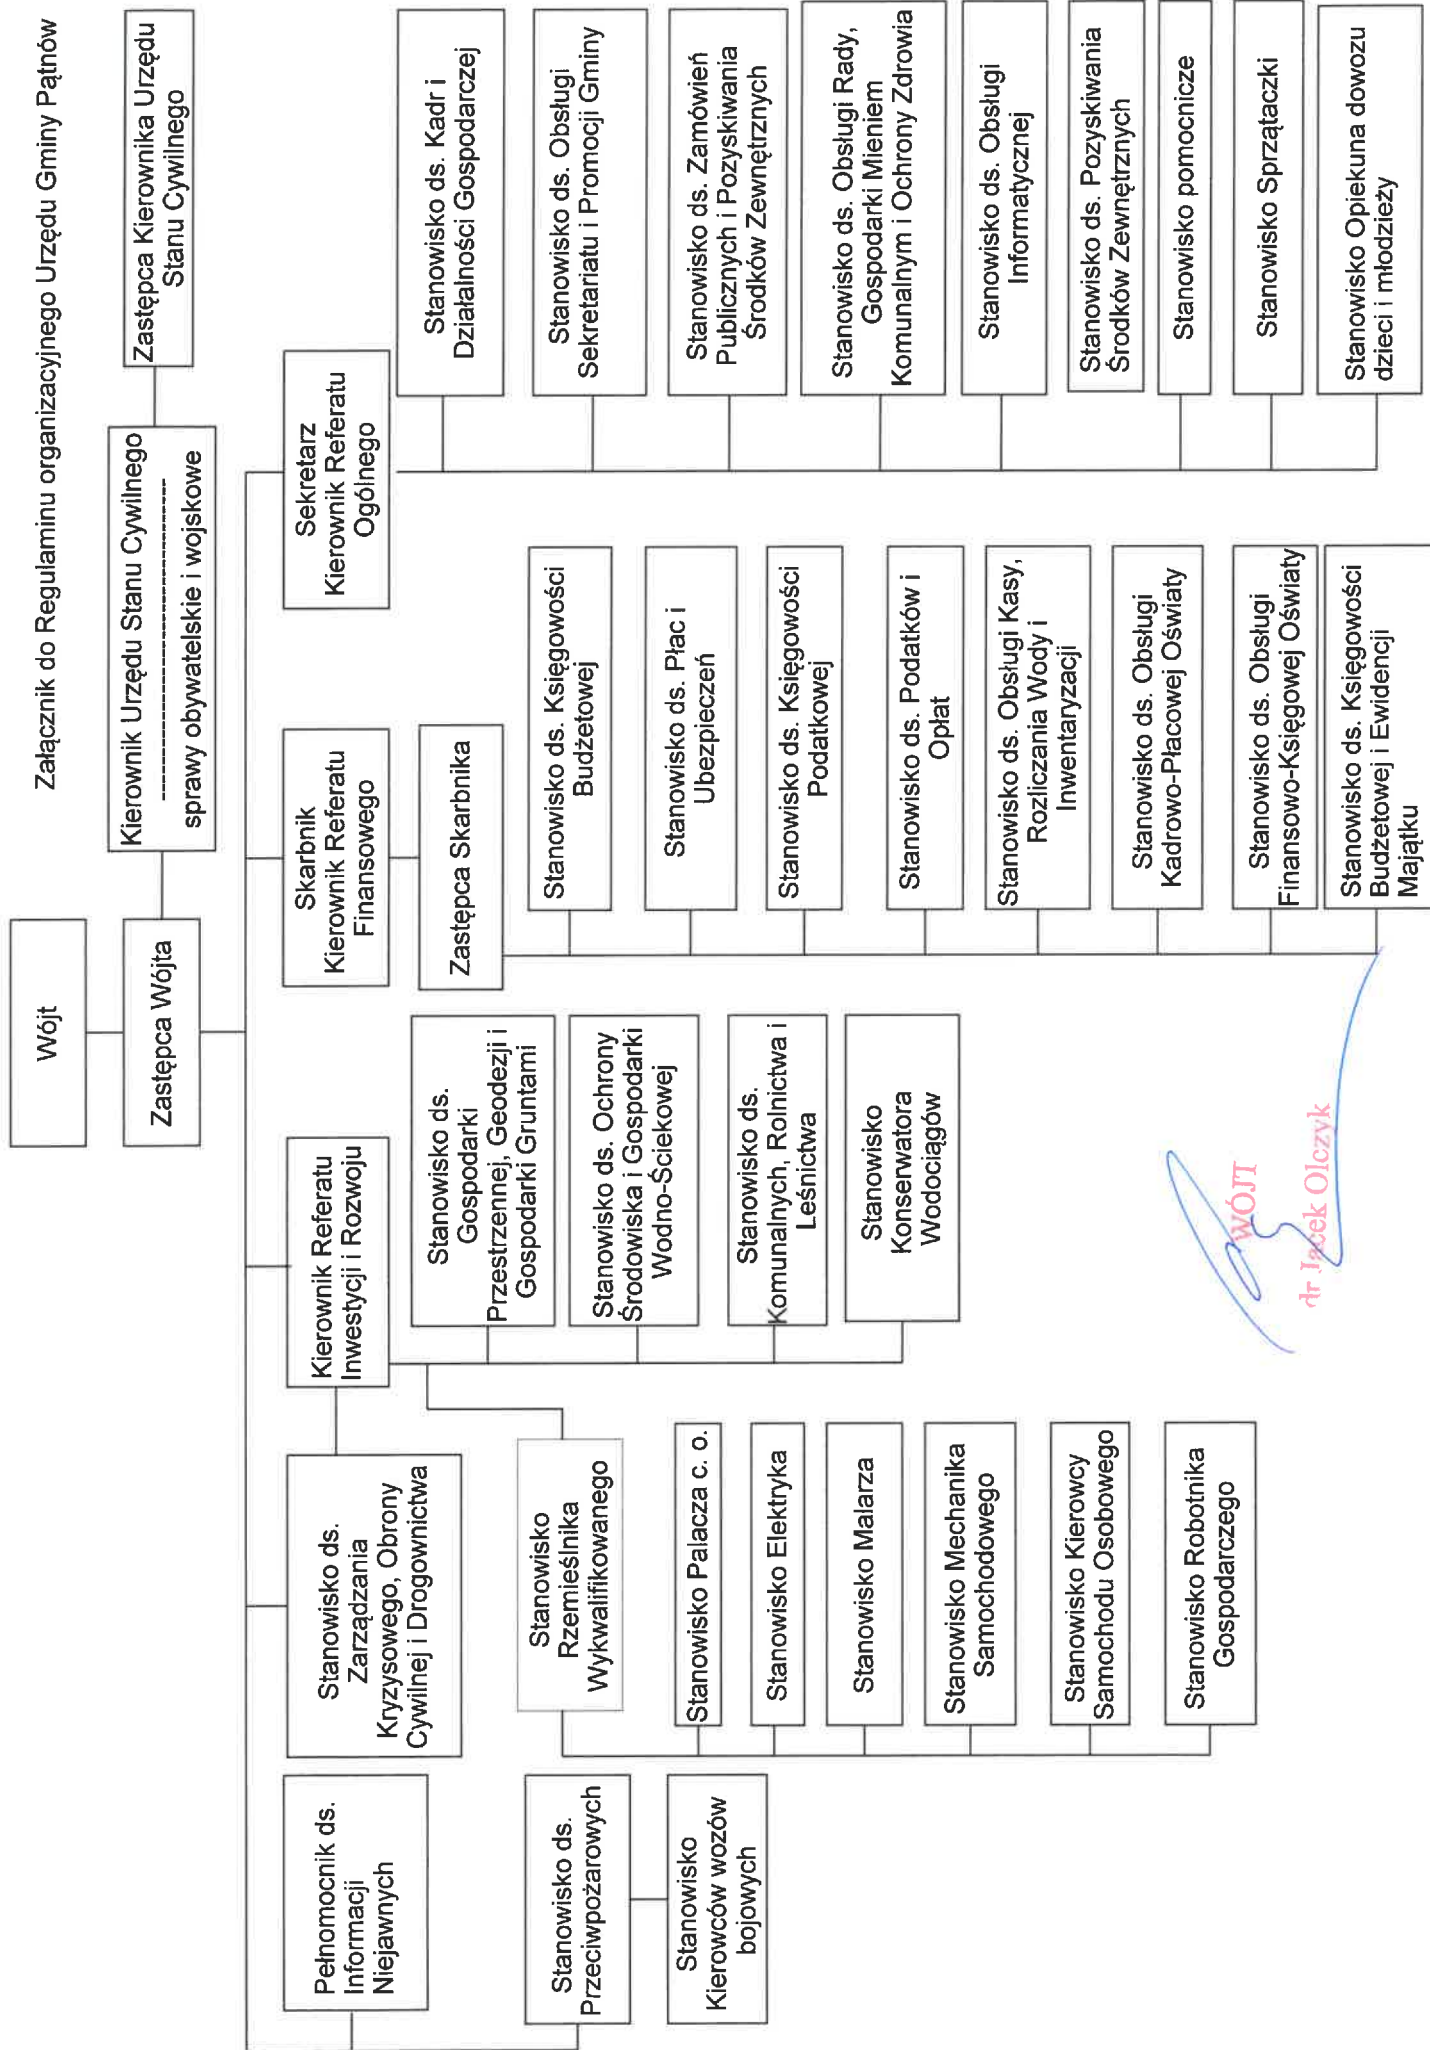 Załącznik do Regulaminu organizacyjnego Urzędu Gminy Pątnów
Wójt
Zastępca Wójta
Kierownik Urzędu Stanu Cywilnego
------------------------------------
sprawy obywatelskie i wojskowe
Zastępca Kierownika Urzędu
Stanu Cywilnego
Pełnomocnik ds.
Informacji
Niejawnych
Stanowisko ds.
Zarządzania
Kryzysowego, Obrony
Cywilnej i Drogownictwa
Kierownik Referatu
Inwestycji i Rozwoju
Skarbnik
Kierownik Referatu
Finansowego
Sekretarz
Kierownik Referatu
Ogólnego
Stanowisko ds.
Przeciwpożarowych
Stanowisko
Kierowców wozów
bojowych
Stanowisko
Rzemieślnika
Wykwalifikowanego
Stanowisko Palacza c. o.
Stanowisko Elektryka
Stanowisko Malarza
Stanowisko Mechanika
Samochodowego
Stanowisko Kierowcy
Samochodu Osobowego
Stanowisko Robotnika
Gospodarczego
Stanowisko ds.
Gospodarki
Przestrzennej, Geodezji i
Gospodarki Gruntami
Stanowisko ds. Ochrony
Środowiska i Gospodarki
Wodno-Ściekowej
Stanowisko ds.
Komunalnych, Rolnictwa i
Leśnictwa
Stanowisko
Konserwatora
Wodociągów
Zastępca Skarbnika
Stanowisko ds. Księgowości
Budżetowej
Stanowisko ds. Płac i
Ubezpieczeń
Stanowisko ds. Księgowości
Podatkowej
Stanowisko ds. Podatków i
Opłat
Stanowisko ds. Obsługi Kasy,
Rozliczania Wody i
Inwentaryzacji
Stanowisko ds. Obsługi
Kadrowo-Płacowej Oświaty
Stanowisko ds. Obsługi
Finansowo-Księgowej Oświaty
Stanowisko ds. Księgowości
Budżetowej i Ewidencji
Majątku
Stanowisko ds. Kadr i
Działalności Gospodarczej
Stanowisko ds. Obsługi
Sekretariatu i Promocji Gminy
Stanowisko ds. Zamówień
Publicznych i Pozyskiwania
Środków Zewnętrznych
Stanowisko ds. Obsługi Rady,
Gospodarki Mieniem
Komunalnym i Ochrony Zdrowia
Stanowisko ds. Obsługi
Informatycznej
Stanowisko ds. Pozyskiwania
Środków Zewnętrznych
Stanowisko pomocnicze
Stanowisko Sprzątaczki
Stanowisko Opiekuna dowozu
dzieci i młodzieży
WÓJT
dr Jacek Olczyk